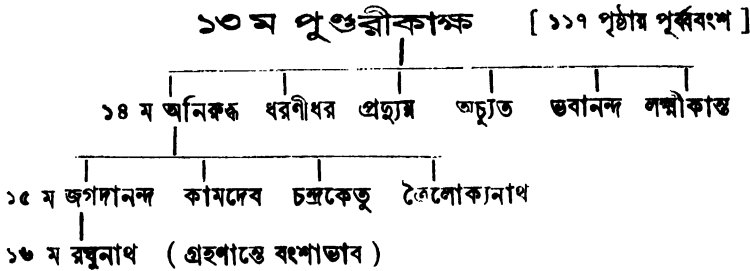 ১৩ ম পুণ্ডরীকাক্ষ [ ১১৭ পৃষ্ঠায় পূর্ব্ববংশ ]
১৪ ম অনিরুদ্ধ ধরণীধর প্রদ্যুম্ন অচ্যুত ভবানন্দ লক্ষ্মীকান্ত
১৫ ম জগদানন্দ কামদেব চন্দ্রকেতু ত্রৈলোক্যনাথ
১৬ ম রঘুনাথ ( গ্রহণান্তে বংশাভাব )